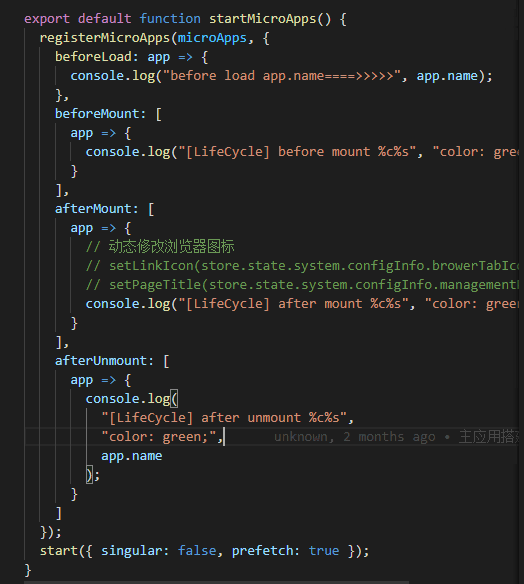 export default function startMicroApps() {
registerMicroApps(microApps, {
beforeLoad: app => {
console.log("before load app.name====>>>>>", app.name);
},
beforeMount: [
app => {
console.log("[LifeCycle] before mount %c%s", "color: gree
}
],
afterMount: [
app => {
// 动态修改浏览器图标
// setLinkIcon(store.state.system.configInfo.browerTabIco
// setPageTitle(store.state.system.configInfo.management
console.log("[LifeCycle] after mount %c%s", "color: green
}
],
afterUnmount: [
app => {
console.log(
"[LifeCycle] after unmount %c%s",
"color: green;", unknown, 2 months ago • 主应用搭
app.name
);
}
]
});
start({ singular: false, prefetch: true });
}